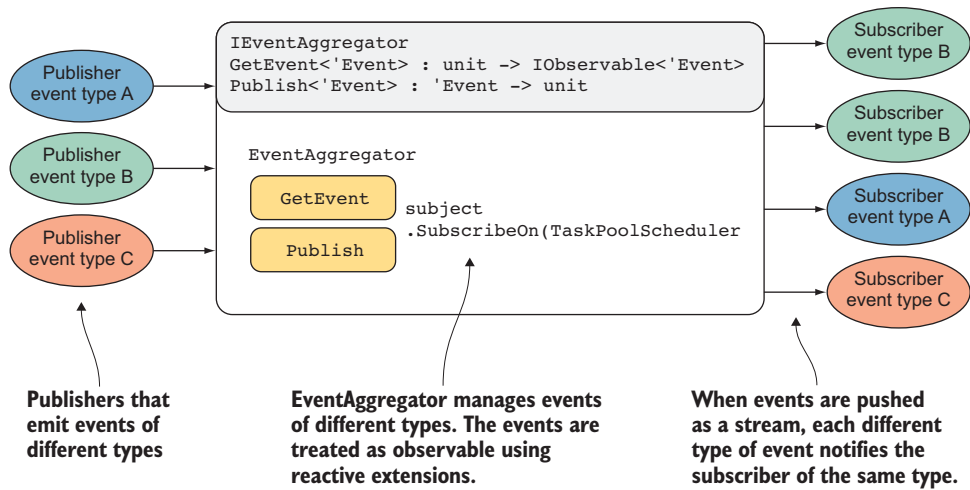 Publisher
event type A
Publisher
event type B
Publisher
event type C
IEventAggregator
GetEvent<'Event> : unit -> IObservable<'Event>
Publish<'Event> : 'Event -> unit
EventAggregator
GetEvent
Publish
subject
.SubscribeOn(TaskPoolScheduler
Subscriber
event type B
Subscriber
event type B
Subscriber
event type A
Subscriber
event type C
Publishers that
emit events of
different types
EventAggregator manages events
of different types. The events are
treated as observable using
reactive extensions.
When events are pushed
as a stream, each different
type of event notifies the
subscriber of the same type.